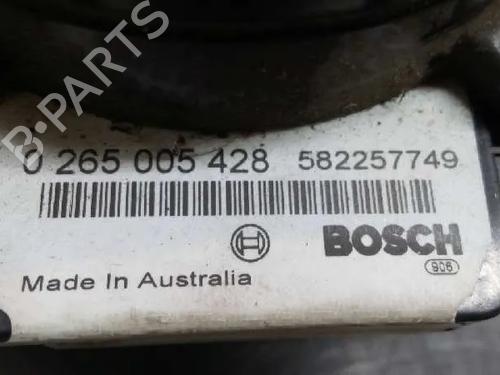 B-PARTS
0 265 005 428 582257749
BOSCH
906
Made In Australia